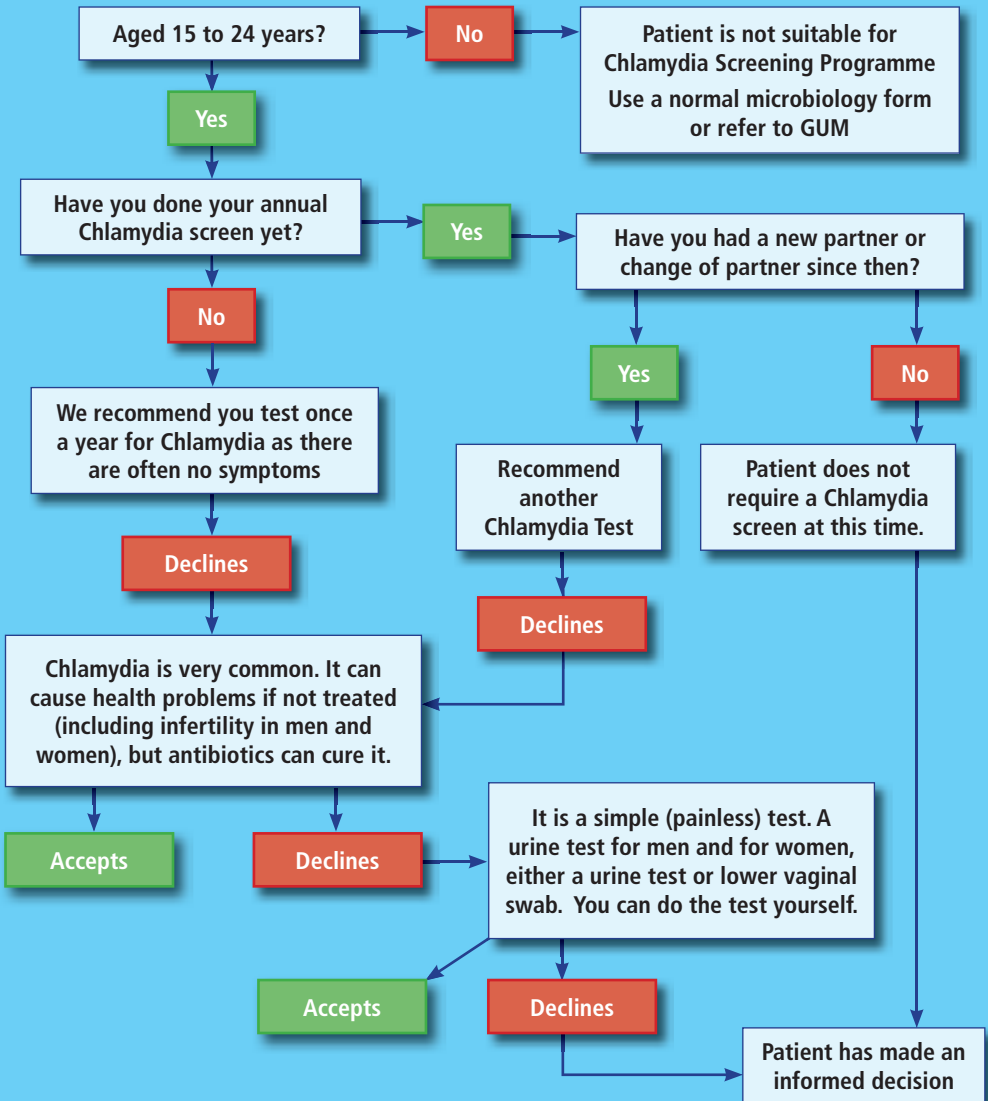 Aged 15 to 24 years?
No
Patient is not suitable for
Chlamydia Screening Programme
Use a normal microbiology form
or refer to GUM
Yes
Have you done your annual
Chlamydia screen yet?
Yes
Have you had a new partner or
change of partner since then?
No
Yes
No
We recommend you test once
a year for Chlamydia as there
are often no symptoms
Recommend
another
Chlamydia Test
Patient does not
require a Chlamydia
screen at this time.
Declines
Declines
Chlamydia is very common. It can
cause health problems if not treated
(including infertility in men and
women), but antibiotics can cure it.
Accepts
Declines
It is a simple (painless) test. A
urine test for men and for women,
either a urine test or lower vaginal
swab. You can do the test yourself.
Accepts
Declines
Patient has made an
informed decision